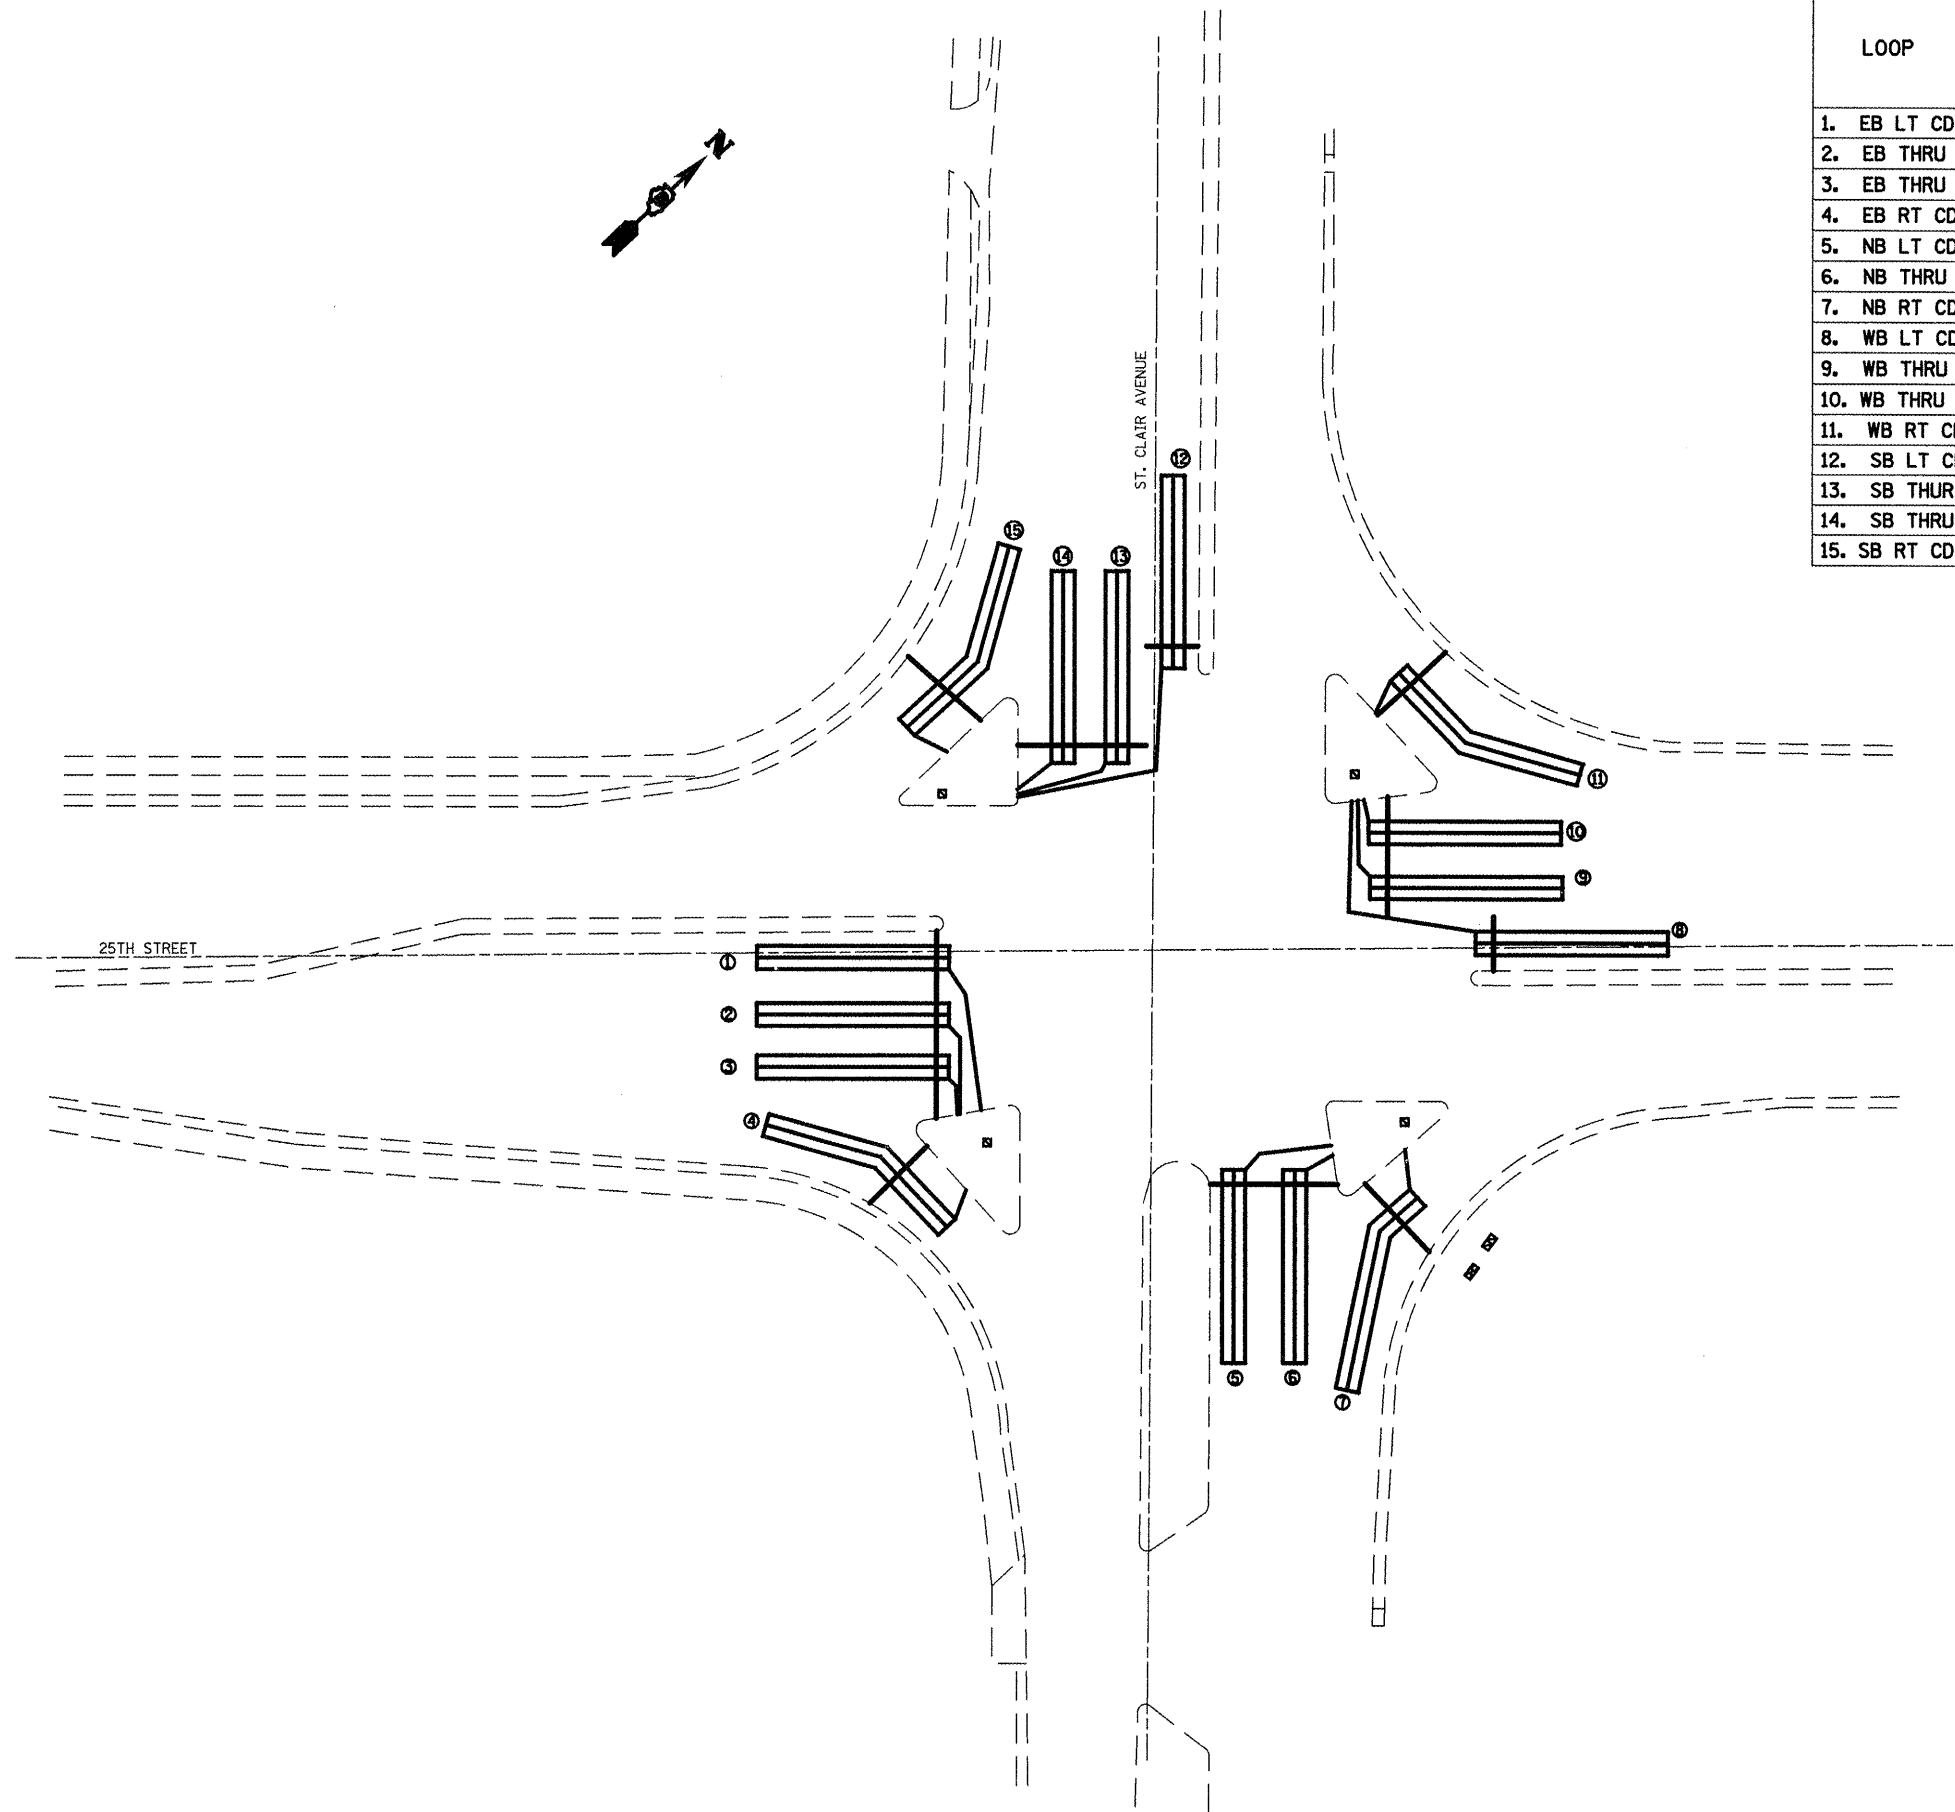 LOOP
1. EB LT CD
2. EB THRU
3. EB THRU
4. EB RT CD
5. NB LT CD
6. NB THRU
7. NB RT CD
8. WB LT CD
9. WB THRU
10. WB THRU
11. WB RT C
12. SB LT C
13. SB THUR
14. SB THRU
15. SB RT CD
N
ST. CLAIR AVENUE
12
15
14
13
11
10
9
8
25TH STREET
1
2
3
4
5
6
7